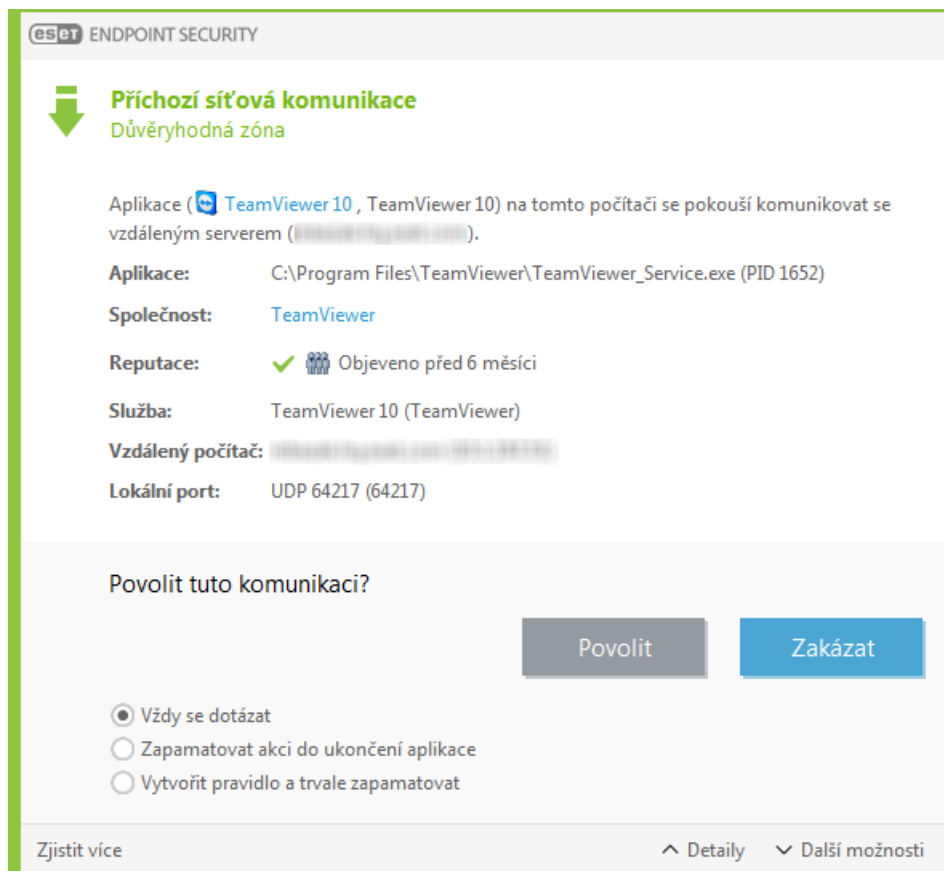 eset ENDPOINT SECURITY
Příchozí síťová komunikace
Důvěryhodná zóna
Aplikace ( TeamViewer 10 , TeamViewer 10) na tomto počítači se pokouší komunikovat se
vzdáleným serverem ( ).
Aplikace: C:\Program Files\TeamViewer\TeamViewer_Service.exe (PID 1652)
Společnost: TeamViewer
Reputace: Objeveno před 6 měsíci
Služba: TeamViewer 10 (TeamViewer)
Vzdálený počítač:
Lokální port: UDP 64217 (64217)
Povolit tuto komunikaci?
Povolit Zakázat
Vždy se dotázat
Zapamatovat akci do ukončení aplikace
Vytvořit pravidlo a trvale zapamatovat
Zjistit více Detaily Další možnosti